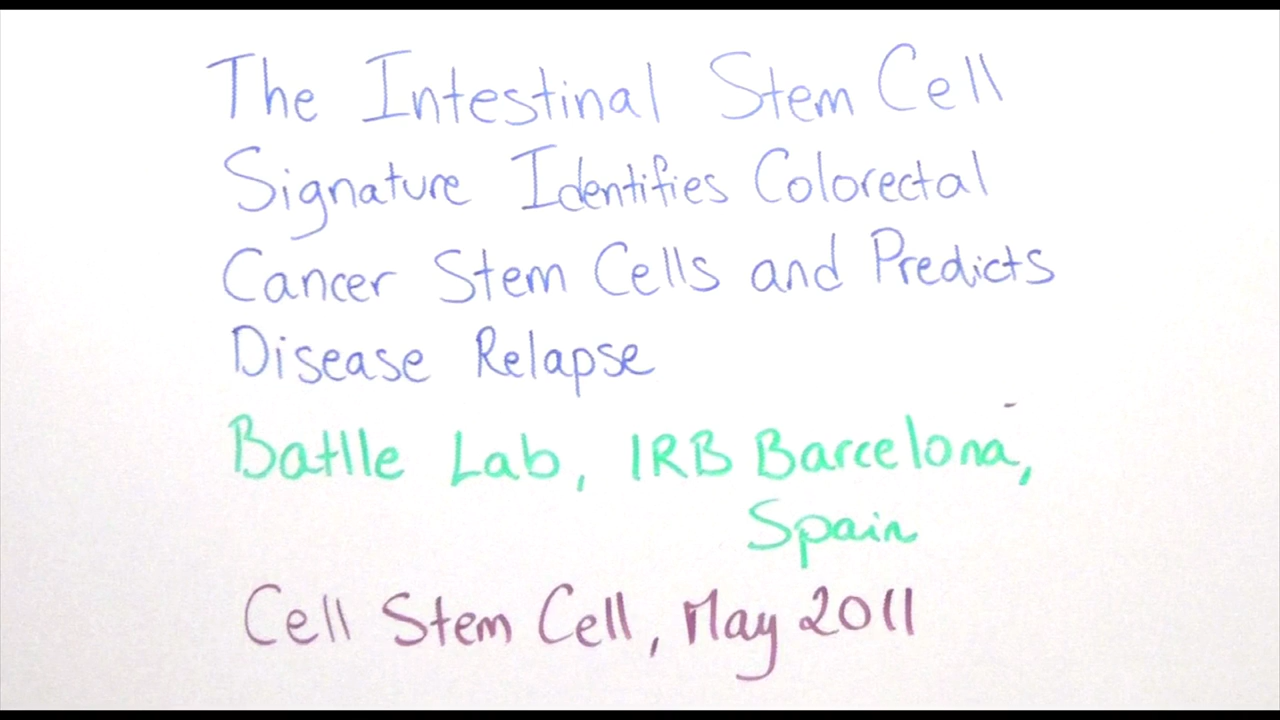 The Intestinal Stem Cell
Signature Identifies Colorectal
Cancer Stem Cells and Predicts
Disease Relapse
Batlle Lab, IRB Barcelona,
Spain
Cell Stem Cell, May 2011